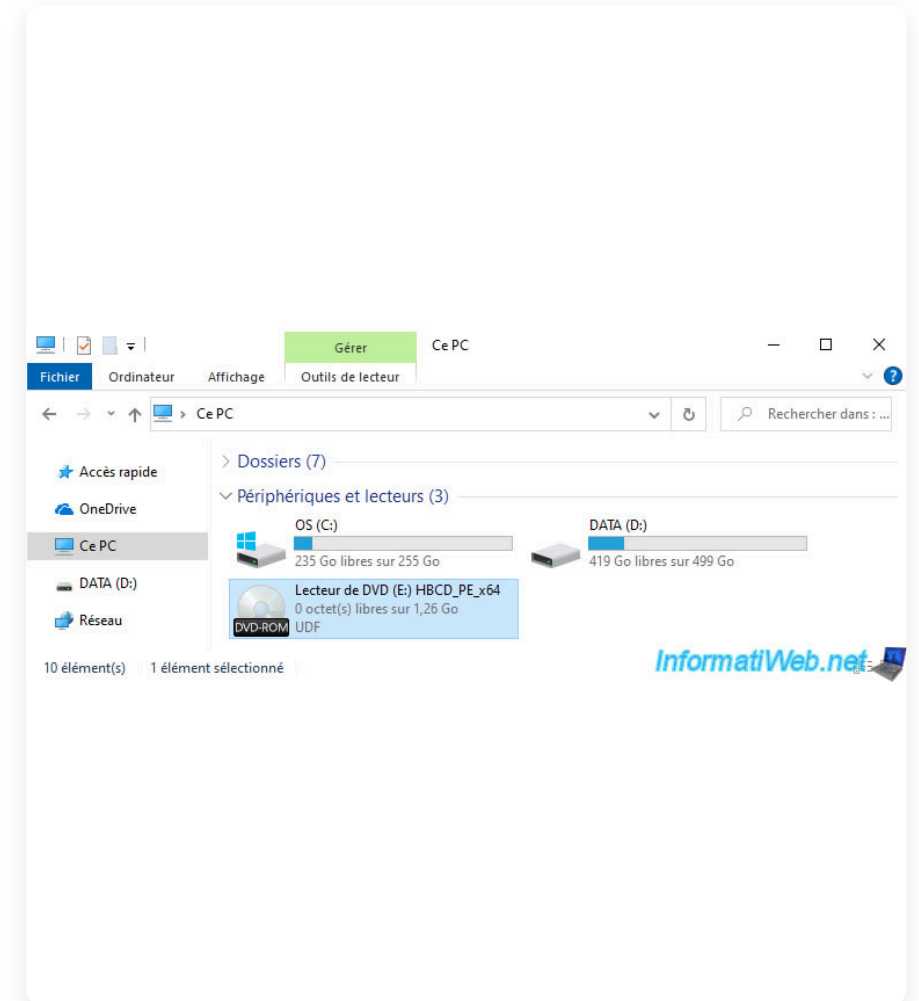 Gérer
Ce PC
Fichier
Ordinateur
Affichage
Outils de lecteur
Ce PC
Rechercher dans : ...
Accès rapide
OneDrive
Ce PC
DATA (D:)
Réseau
Dossiers (7)
Périphériques et lecteurs (3)
OS (C:)
235 Go libres sur 255 Go
DATA (D:)
419 Go libres sur 499 Go
Lecteur de DVD (E:) HBCD_PE_x64
0 octet(s) libres sur 1,26 Go
UDF
DVD-ROM
10 élément(s)
1 élément sélectionné
InformatiWeb.net